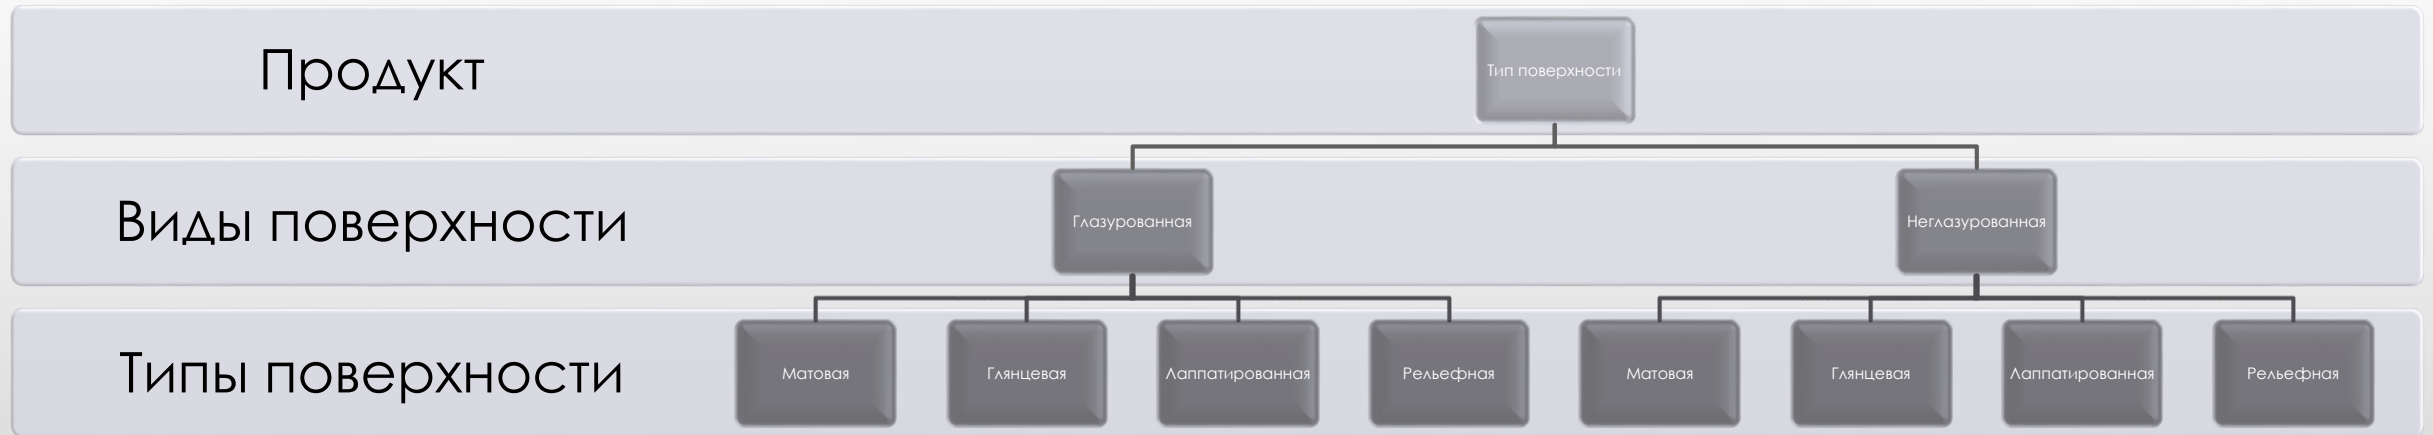 Продукт
Тип поверхности
Виды поверхности
Глазурованная
Неглазурованная
Типы поверхности
Матовая
Глянцевая
Лаппатированная
Рельефная
Матовая
Глянцевая
Лаппатированная
Рельефная